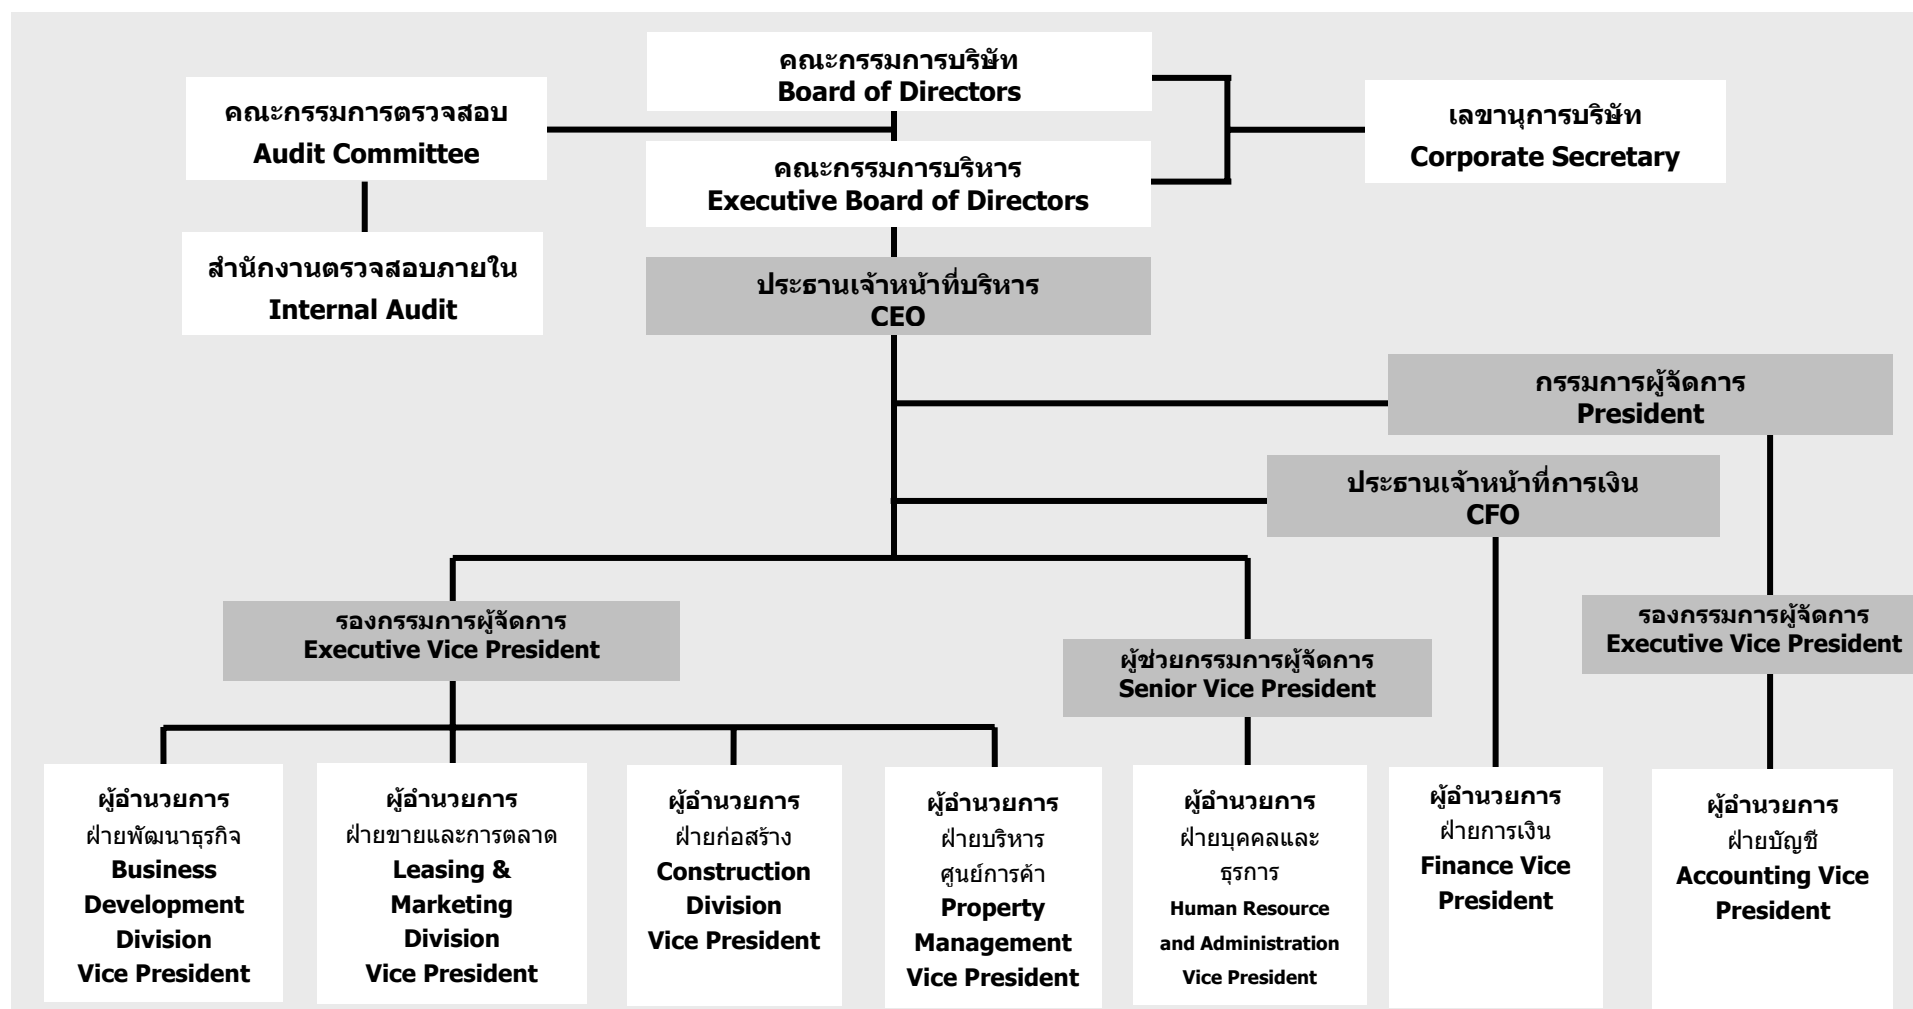 คณะกรรมการบริษัท
Board of Directors
คณะกรรมการตรวจสอบ
Audit Committee
เลขานุการบริษัท
Corporate Secretary
คณะกรรมการบริหาร
Executive Board of Directors
สำนักงานตรวจสอบภายใน
Internal Audit
ประธานเจ้าหน้าที่บริหาร
CEO
กรรมการผู้จัดการ
President
ประธานเจ้าหน้าที่การเงิน
CFO
รองกรรมการผู้จัดการ
Executive Vice President
ผู้ช่วยกรรมการผู้จัดการ
Senior Vice President
รองกรรมการผู้จัดการ
Executive Vice President
ผู้อำนวยการ
ฝ่ายพัฒนาธุรกิจ
Business
Development
Division
Vice President
ผู้อำนวยการ
ฝ่ายขายและการตลาด
Leasing &
Marketing
Division
Vice President
ผู้อำนวยการ
ฝ่ายก่อสร้าง
Construction
Division
Vice President
ผู้อำนวยการ
ฝ่ายบริหาร
ศูนย์การค้า
Property
Management
Vice President
ผู้อำนวยการ
ฝ่ายบุคคลและ
ธุรการ
Human Resource
and Administration
Vice President
ผู้อำนวยการ
ฝ่ายการเงิน
Finance Vice
President
ผู้อำนวยการ
ฝ่ายบัญชี
Accounting Vice
President